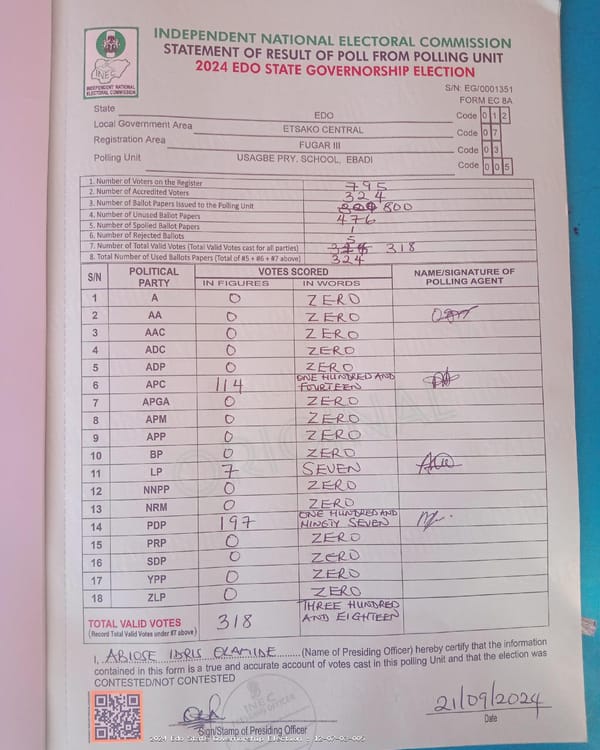 INDEPENDENT NATIONAL ELECTORAL COMMISSION
STATEMENT OF RESULT OF POLL FROM POLLING UNIT
2024 EDO STATE GOVERNORSHIP ELECTION
INEC
INDEPENDENT NATIONAL
ELECTORAL COMMISSION
S/N: EG/0001351
FORM EC 8A
State EDO Code 0 1 2
Local Government Area ETSAKO CENTRAL Code 0 7
Registration Area FUGAR III Code 0 3
Polling Unit USAGBE PRY. SCHOOL, EBADI Code 0 0 5
1. Number of Voters on the Register 795
2. Number of Accredited Voters 324
3. Number of Ballot Papers Issued to the Polling Unit 800
4. Number of Unused Ballot Papers 476
5. Number of Spoiled Ballot Papers 1
6. Number of Rejected Ballots 5
7. Number of Total Valid Votes (Total Valid Votes cast for all parties) 318
8. Total Number of Used Ballots Papers (Total of #5 + #6 + #7 above) 324
S/N POLITICAL PARTY VOTES SCORED NAME/SIGNATURE OF POLLING AGENT
IN FIGURES IN WORDS
1 A 0 ZERO
2 AA 0 ZERO
3 AAC 0 ZERO
4 ADC 0 ZERO
5 ADP 0 ZERO
6 APC 114 ONE HUNDRED AND FOURTEEN
7 APGA 0 ZERO
8 APM 0 ZERO
9 APP 0 ZERO
10 BP 0 ZERO
11 LP 7 SEVEN
12 NNPP 0 ZERO
13 NRM 0 ZERO
14 PDP 197 ONE HUNDRED AND NINGTY SEVEN
15 PRP 0 ZERO
16 SDP 0 ZERO
17 YPP 0 ZERO
18 ZLP 0 ZERO
ORIGINAL
TOTAL VALID VOTES 318 THREE HUNDRED AND EIGHTEEN
(Record Total Valid Votes under #7 above)
I, ABIOSE IDRIS (Name of Presiding Officer) hereby certify that the information
contained in this form is a true and accurate account of votes cast in this polling Unit and that the election was
CONTESTED/NOT CONTESTED
INEC
21/09/2024
Sign/Stamp of Presiding Officer Date
2024 Edo State Governorship Election - 12-07-03-005